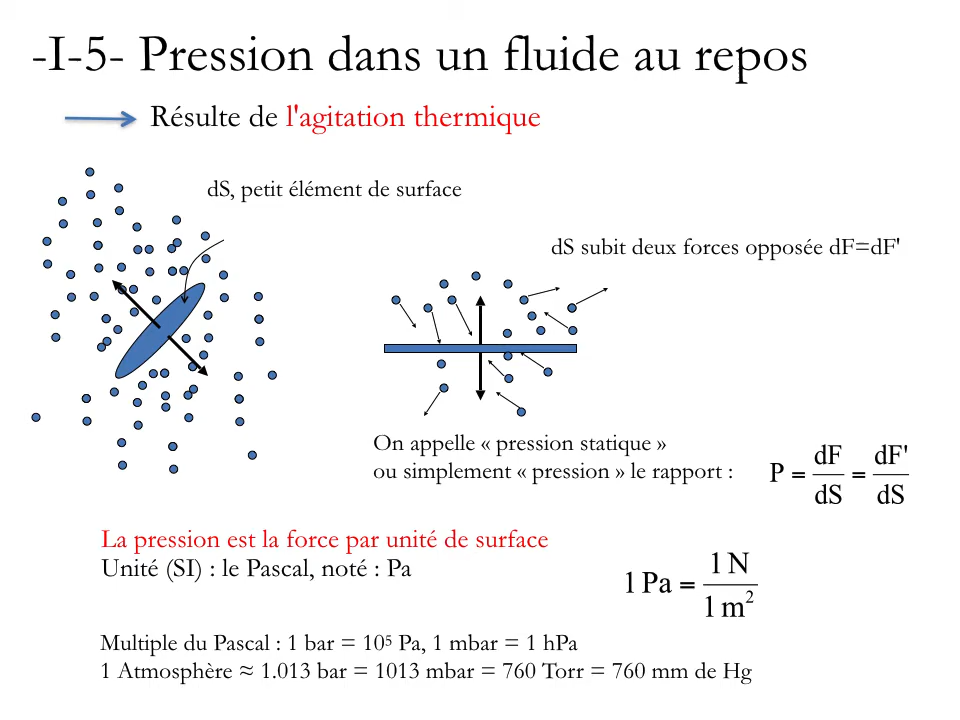 -I-5- Pression dans un fluide au repos
Résulte de l'agitation thermique
dS, petit élément de surface
dS subit deux forces opposée dF=dF'
On appelle « pression statique »
ou simplement « pression » le rapport :
P = dF/dS = dF'/dS
La pression est la force par unité de surface
Unité (SI) : le Pascal, noté : Pa
1 Pa = 1 N/1 m²
Multiple du Pascal : 1 bar = 10⁵ Pa, 1 mbar = 1 hPa
1 Atmosphère ≈ 1.013 bar = 1013 mbar = 760 Torr = 760 mm de Hg